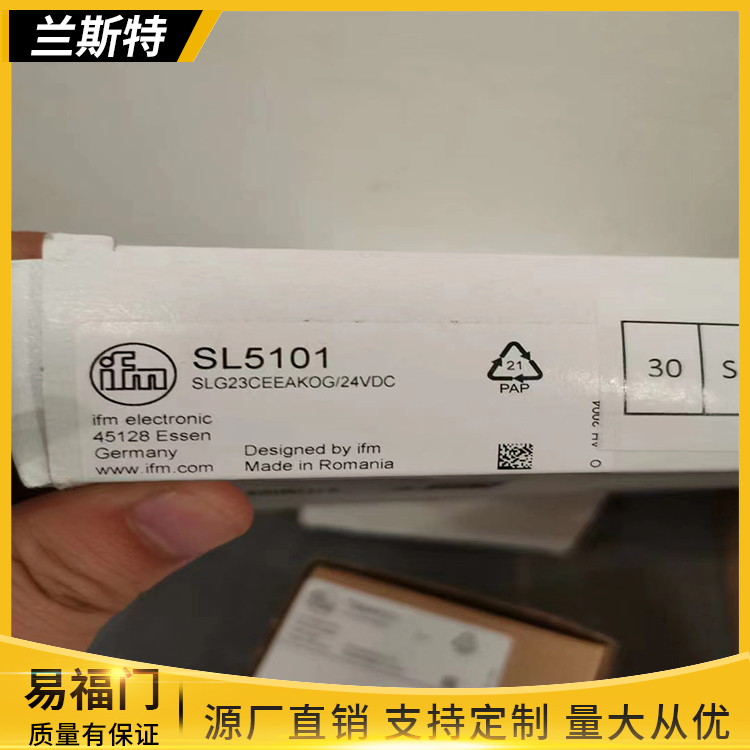 兰斯特
ifm
SL5101
SLG23CEEAKOG/24VDC
ifm electronic
45128 Essen
Germany
www.ifm.com
Designed by ifm
Made in Romania
21
PAP
30
S
易福门
质量有保证
源厂直销 支持定制 量大从优